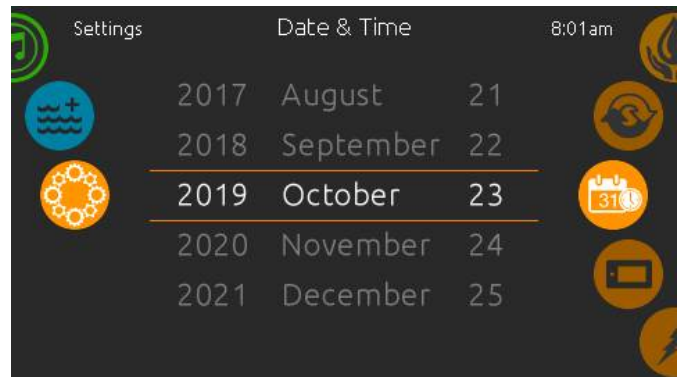 Settings Date & Time 8:01am
2017 August 21
2018 September 22
2019 October 23
31
2020 November 24
2021 December 25